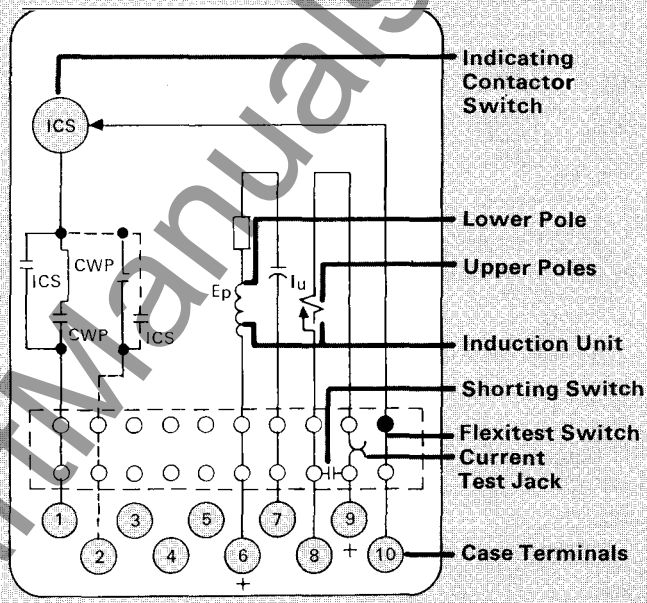 Indicating
Contactor
Switch
ICS
Lower Pole
Upper Poles
CWP
ICS
Ep
Iu
CWP
ICS
Induction Unit
Shorting Switch
Flexitest Switch
Current
Test Jack
1
3
5
7
9
+
2
4
6
+
8
10
Case Terminals